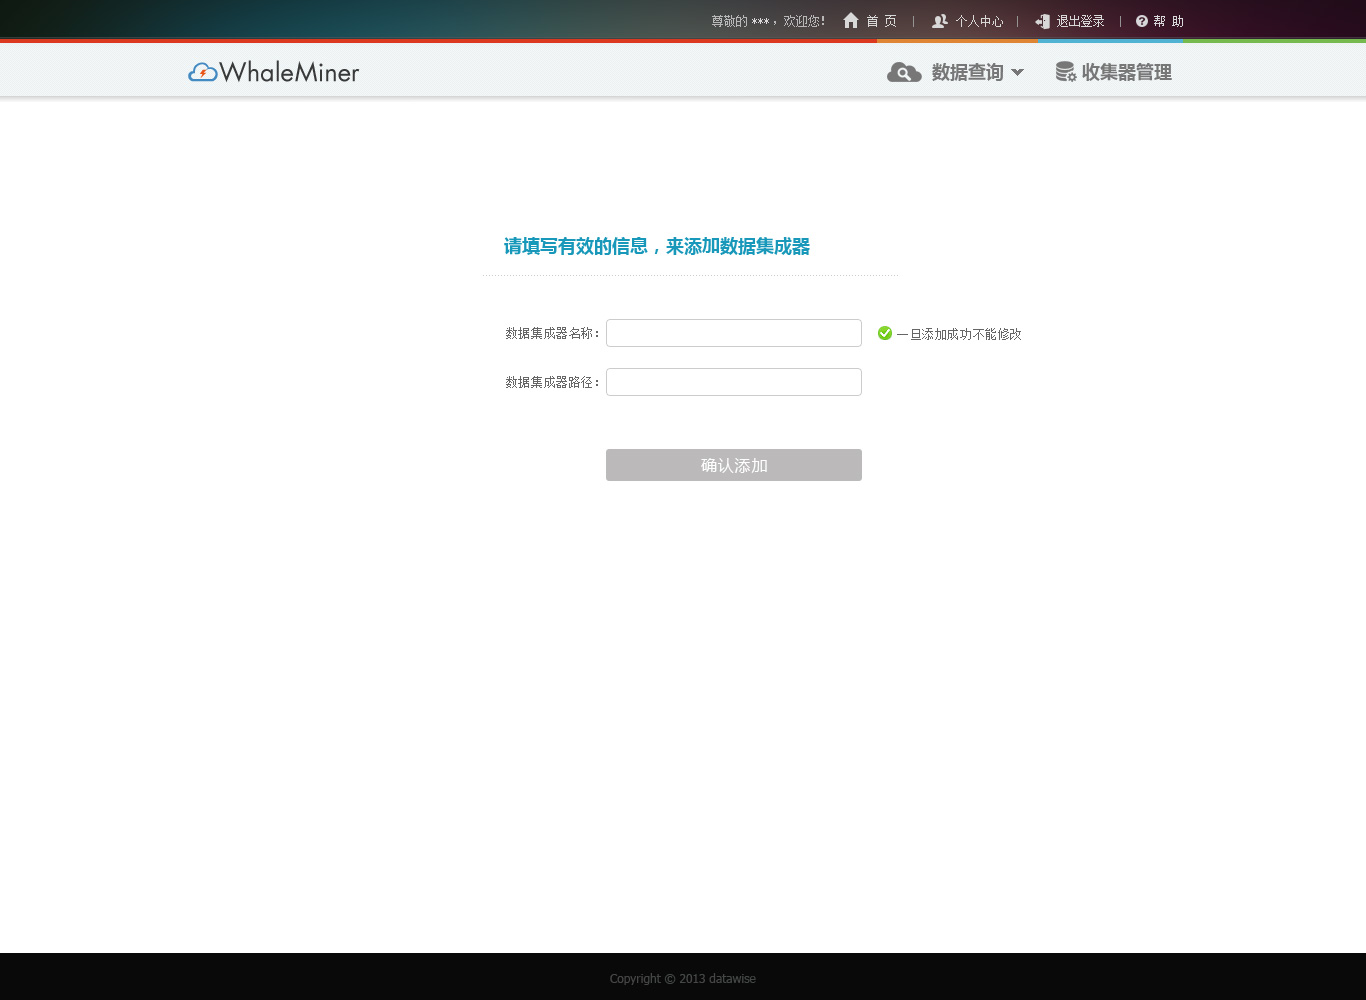 尊敬的 ***，欢迎您! 首 页 | 个人中心 | 退出登录 | 帮 助
WhaleMiner 数据查询 收集器管理
请填写有效的信息，来添加数据集成器
数据集成器名称： 一旦添加成功不能修改
数据集成器路径：
确认添加
Copyright © 2013 datawise